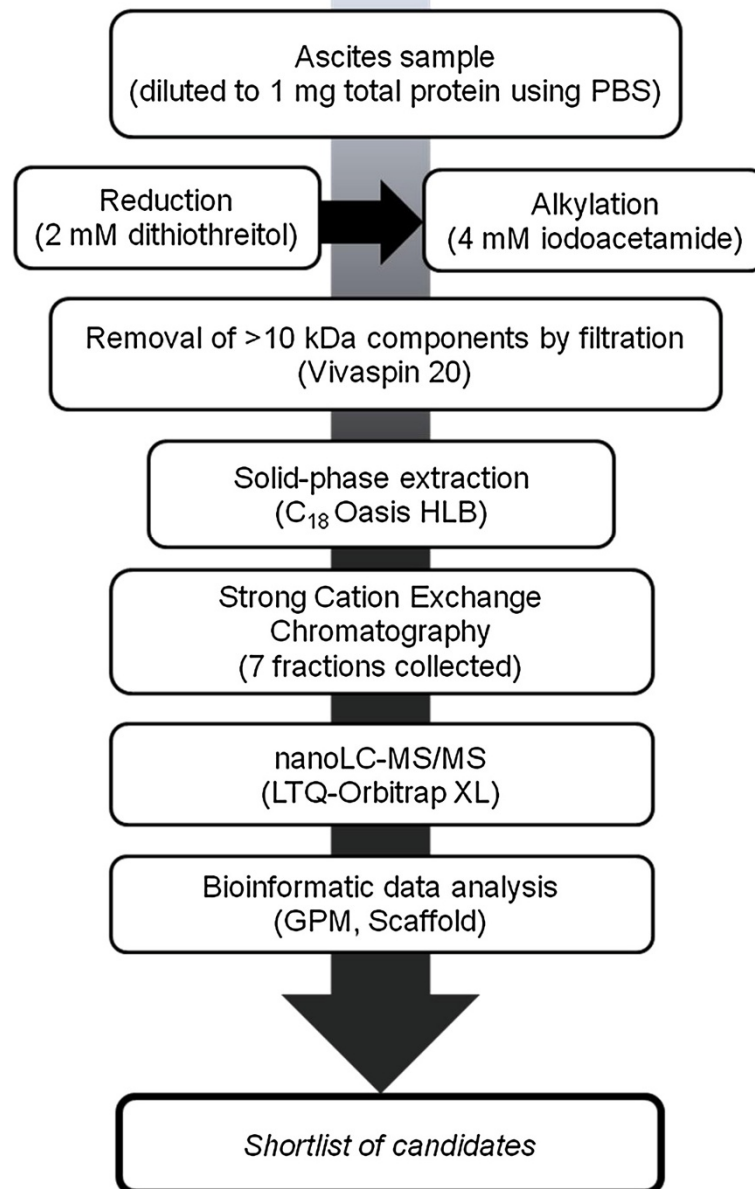 Ascites sample
(diluted to 1 mg total protein using PBS)
Reduction
(2 mM dithiothreitol)
Alkylation
(4 mM iodoacetamide)
Removal of >10 kDa components by filtration
(Vivaspin 20)
Solid-phase extraction
(C₁₈ Oasis HLB)
Strong Cation Exchange
Chromatography
(7 fractions collected)
nanoLC-MS/MS
(LTQ-Orbitrap XL)
Bioinformatic data analysis
(GPM, Scaffold)
Shortlist of candidates